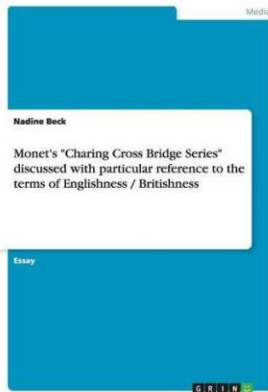 Media
Nadine Beck
Monet's "Charing Cross Bridge Series"
discussed with particular reference to the
terms of Englishness / Britishness
Essay
GRIN